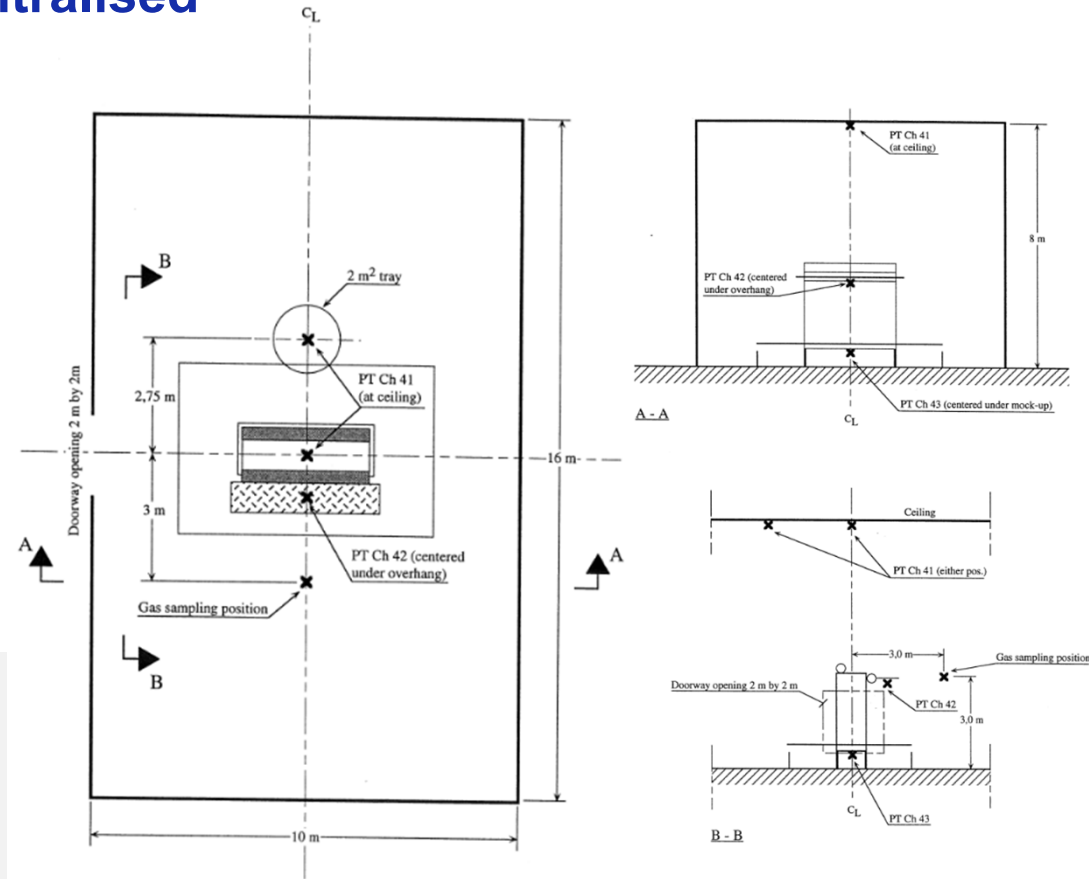 ntralised
CL
B
2 m² tray
2,75 m
PT Ch 41
(at ceiling)
Doorway opening 2 m by 2m
16 m
3 m
A
PT Ch 42 (centered
under overhang)
A
Gas sampling position
B
10 m
PT Ch 41
(at ceiling)
8 m
PT Ch 42 (centered
under overhang)
PT Ch 43 (centered under mock-up)
A - A
CL
Ceiling
PT Ch 41 (either pos.)
3,0 m
Gas sampling position
Doorway opening 2 m by 2 m
PT Ch 42
3,0 m
CL
PT Ch 43
B - B